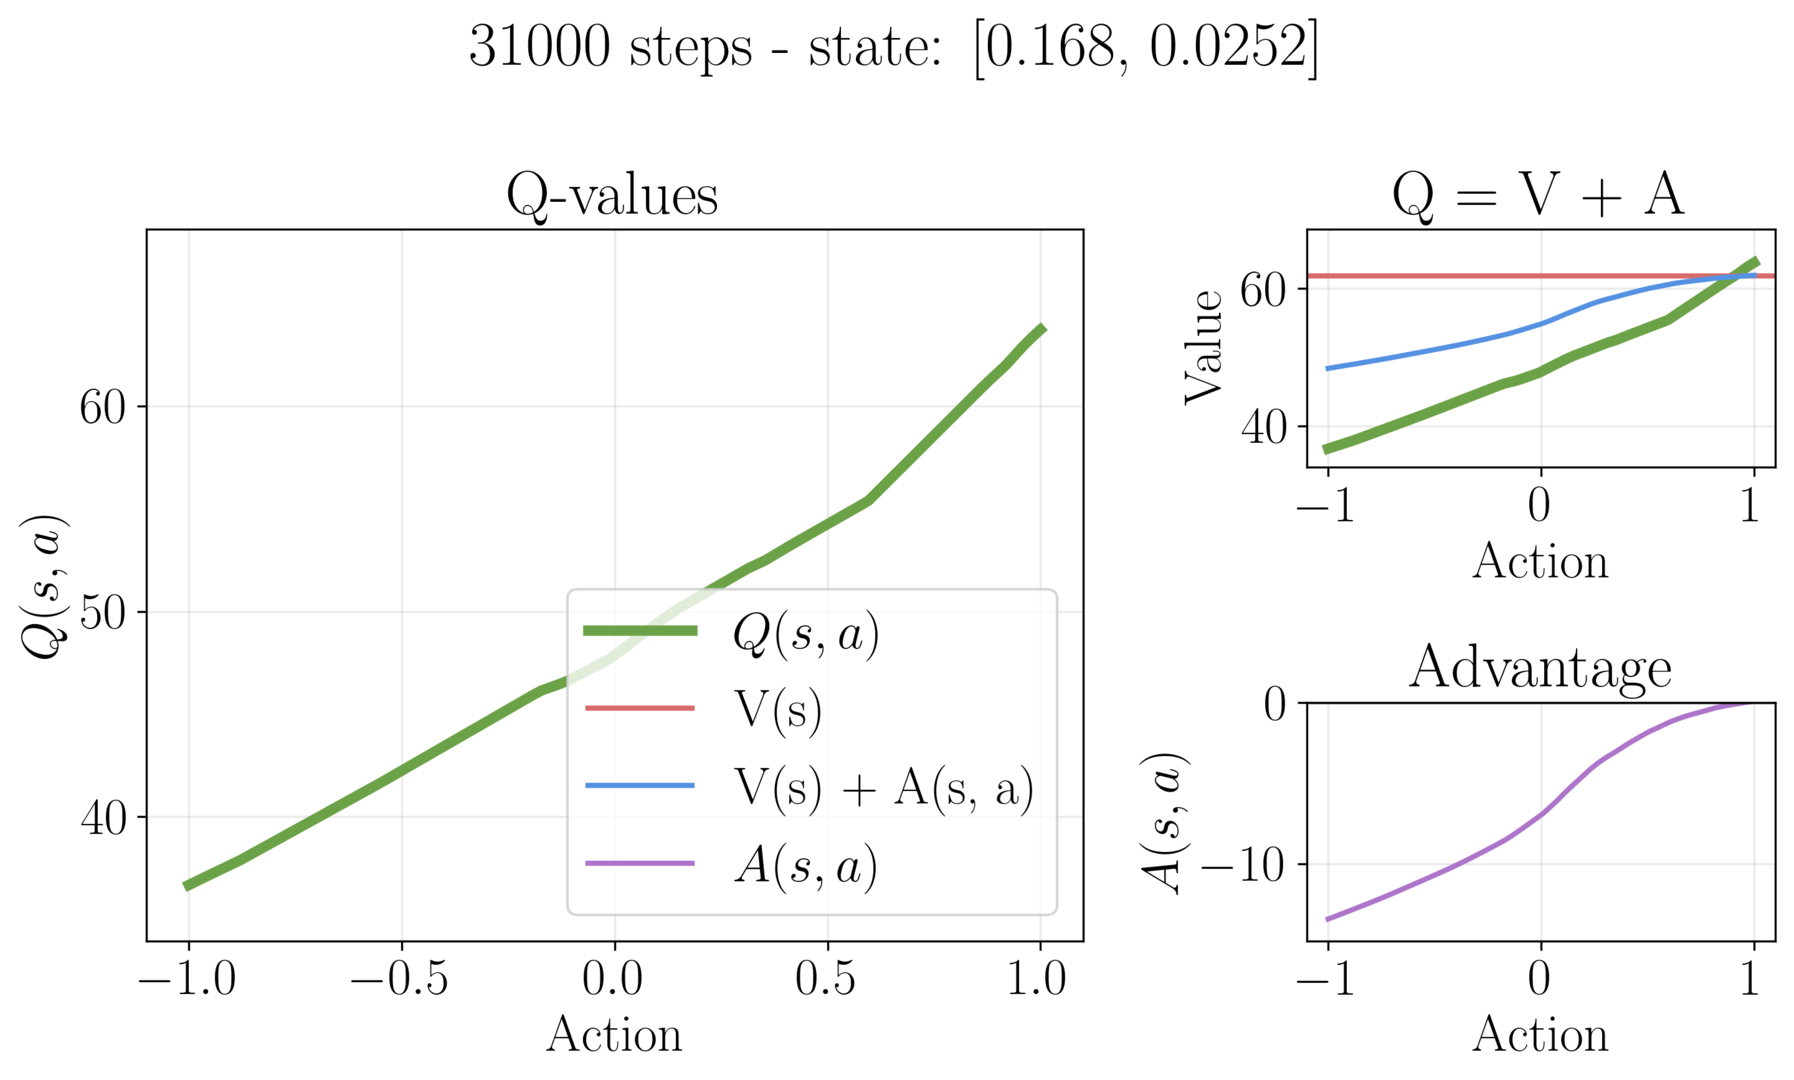 31000 steps - state: [0.168, 0.0252]
Q-values
Q(s, a)
60
50
40
−1.0 −0.5 0.0 0.5 1.0
Action
Q(s, a)
V(s)
V(s) + A(s, a)
A(s, a)
Q = V + A
Value
60
40
−1 0 1
Action
Advantage
A(s, a)
0
−10
−1 0 1
Action